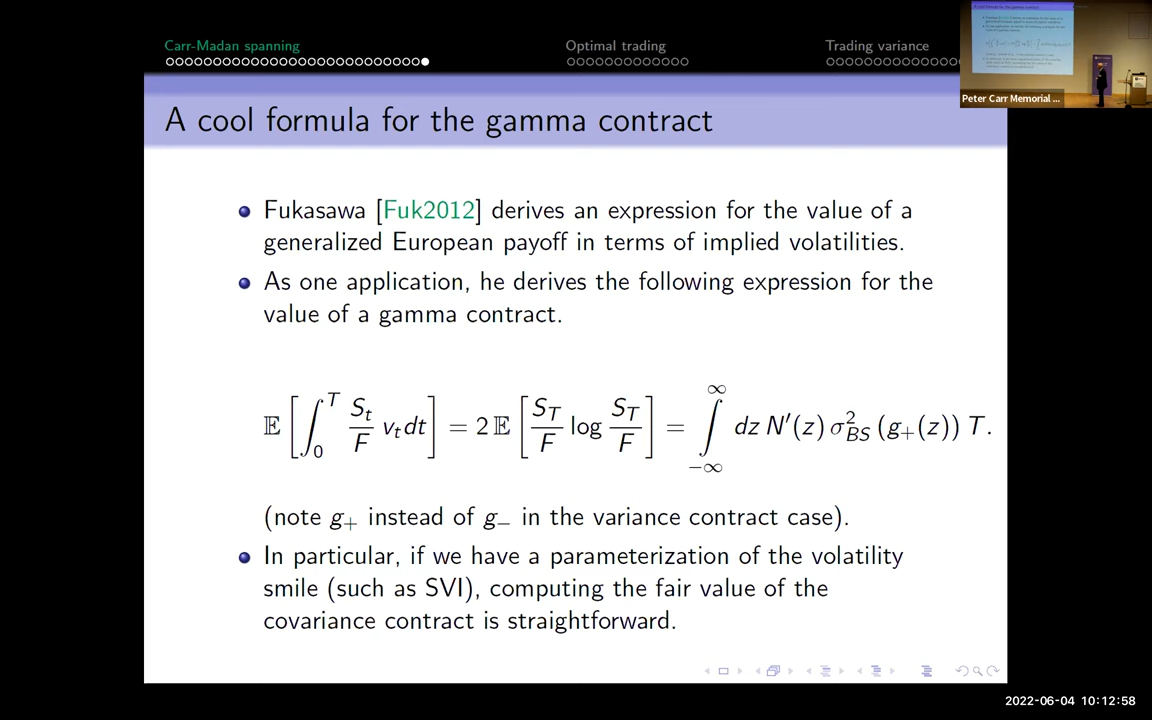 Carr-Madan spanning
Optimal trading
Trading variance
Peter Carr Memorial ...
A cool formula for the gamma contract
Fukasawa [Fuk2012] derives an expression for the value of a
generalized European payoff in terms of implied volatilities.
As one application, he derives the following expression for the
value of a gamma contract.
𝔼[∫₀ᵀ S_t/F v_t dt] = 2 𝔼[S_T/F log S_T/F] = ∫_{−∞}^{∞} dz N′(z) σ²_BS (g₊(z)) T.
(note g₊ instead of g₋ in the variance contract case).
In particular, if we have a parameterization of the volatility
smile (such as SVI), computing the fair value of the
covariance contract is straightforward.
2022-06-04 10:12:58